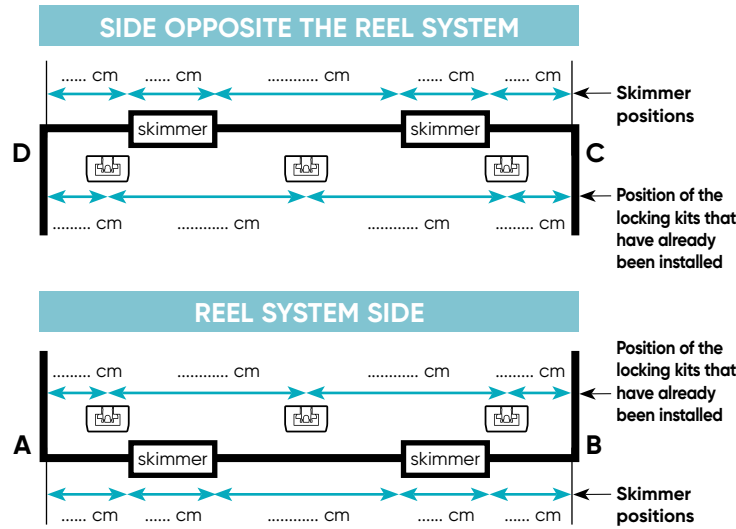 SIDE OPPOSITE THE REEL SYSTEM
...... cm ...... cm ............ cm ...... cm ...... cm
Skimmer
positions
skimmer skimmer
D C
Position of the
locking kits that
have already
been installed
.......... cm ............ cm ............ cm .......... cm
REEL SYSTEM SIDE
Position of the
locking kits that
have already
been installed
......... cm ............ cm ............ cm ......... cm
A B
skimmer skimmer
Skimmer
positions
...... cm ...... cm ............ cm ...... cm ...... cm